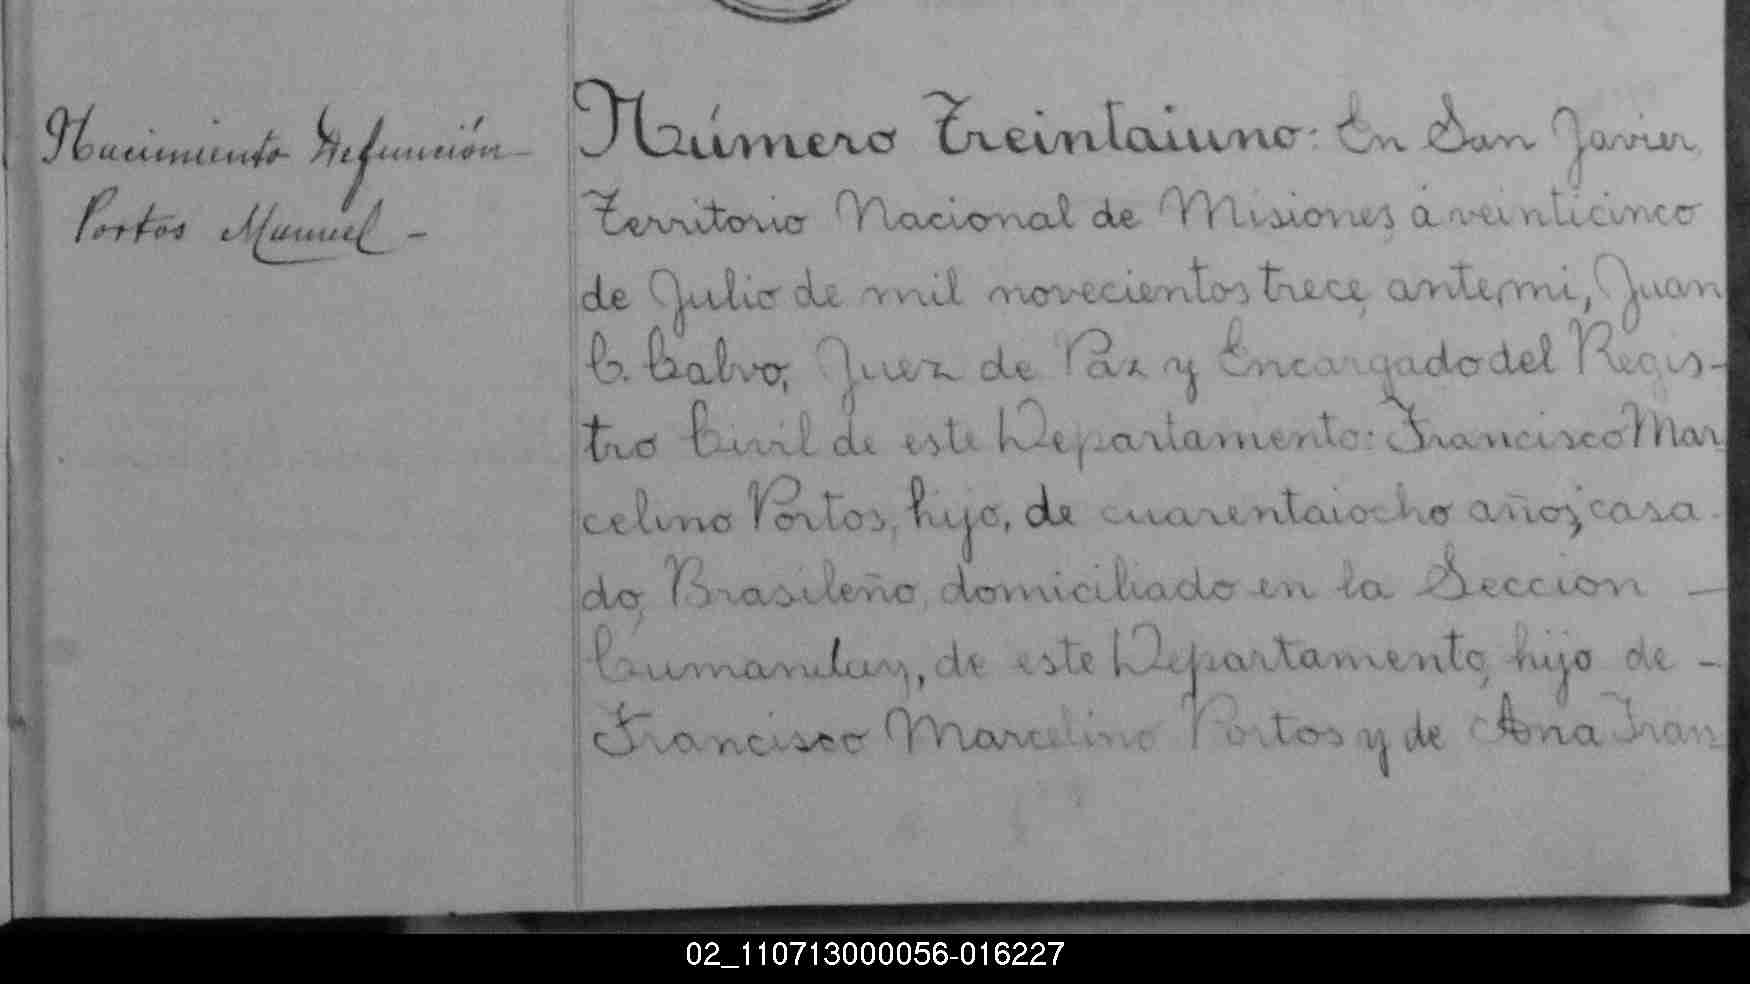 Nacimiento Defunción
Portos Manuel -
Número Treintaiuno: En San Javier,
Territorio Nacional de Misiones, á veinticinco
de Julio de mil novecientos trece, ante mi, Juan
C. Calvo, Juez de Paz y Encargado del Regis-
tro Civil de este Departamento: Francisco Mar
celino Portos, hijo, de cuarentaiocho años, casa
do, Brasileño, domiciliado en la Seccion —
de este Departamento, hijo de -
Francisco Marcelino Portos y de Ana Fran
02_110713000056-016227